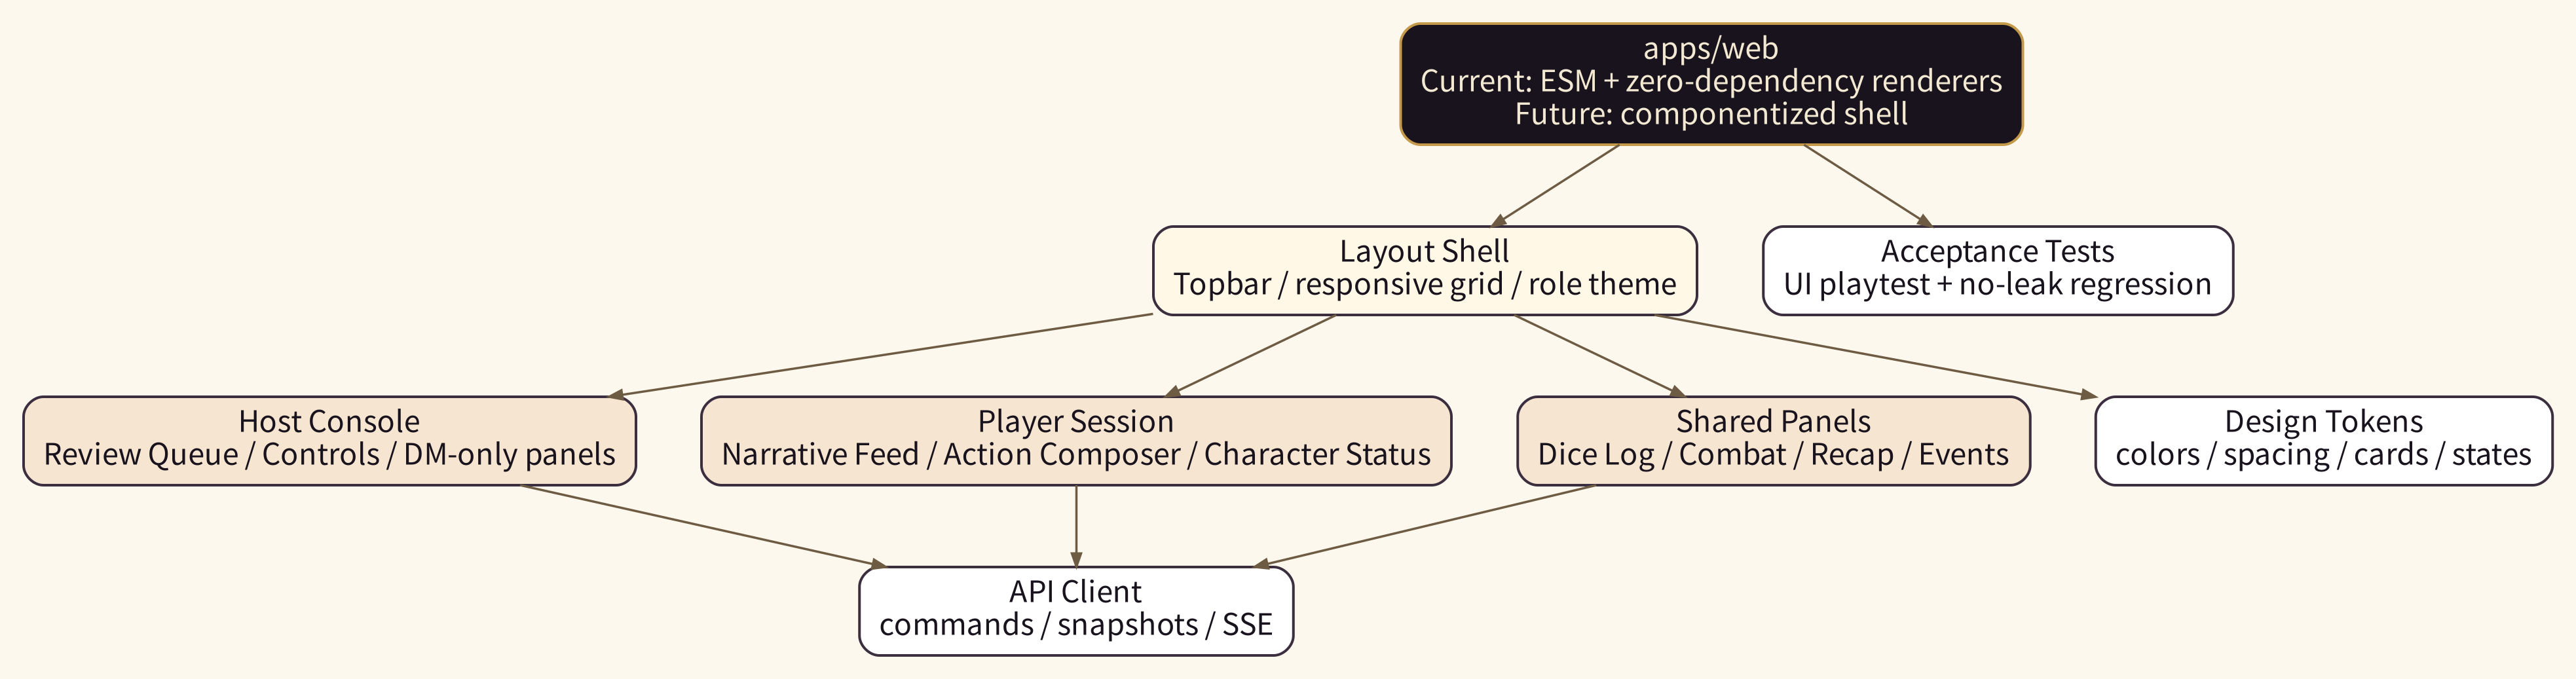 apps/web
Current: ESM + zero-dependency renderers
Future: componentized shell
Layout Shell
Topbar / responsive grid / role theme
Acceptance Tests
UI playtest + no-leak regression
Host Console
Review Queue / Controls / DM-only panels
Player Session
Narrative Feed / Action Composer / Character Status
Shared Panels
Dice Log / Combat / Recap / Events
Design Tokens
colors / spacing / cards / states
API Client
commands / snapshots / SSE